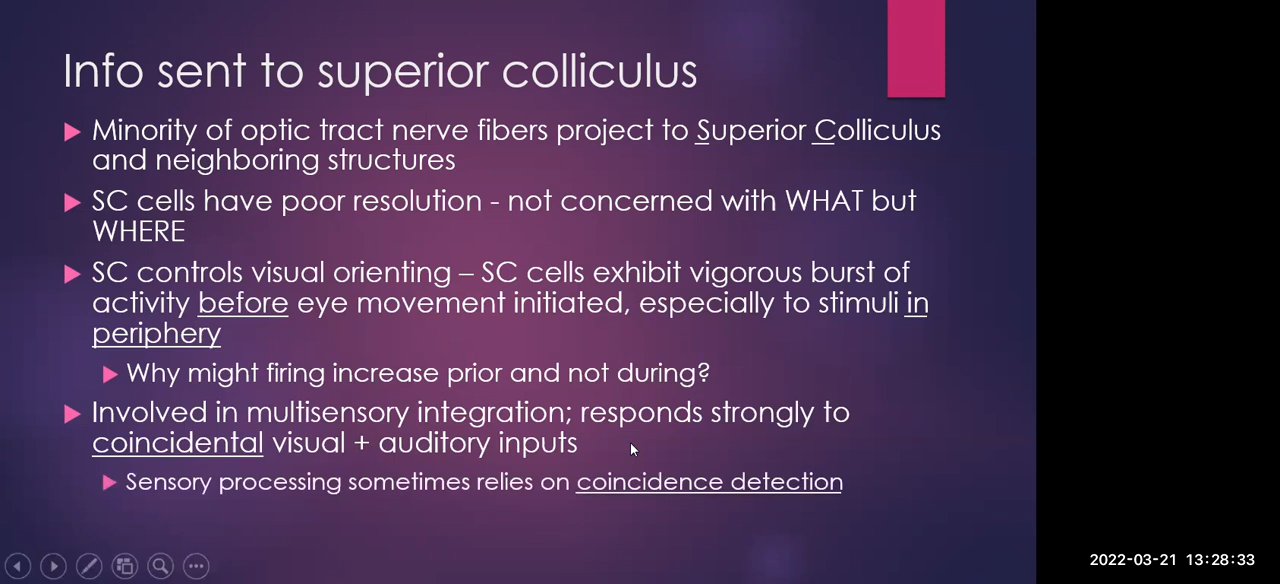 Info sent to superior colliculus
Minority of optic tract nerve fibers project to Superior Colliculus
and neighboring structures
SC cells have poor resolution - not concerned with WHAT but
WHERE
SC controls visual orienting – SC cells exhibit vigorous burst of
activity before eye movement initiated, especially to stimuli in
periphery
Why might firing increase prior and not during?
Involved in multisensory integration; responds strongly to
coincidental visual + auditory inputs
Sensory processing sometimes relies on coincidence detection
2022-03-21 13:28:33